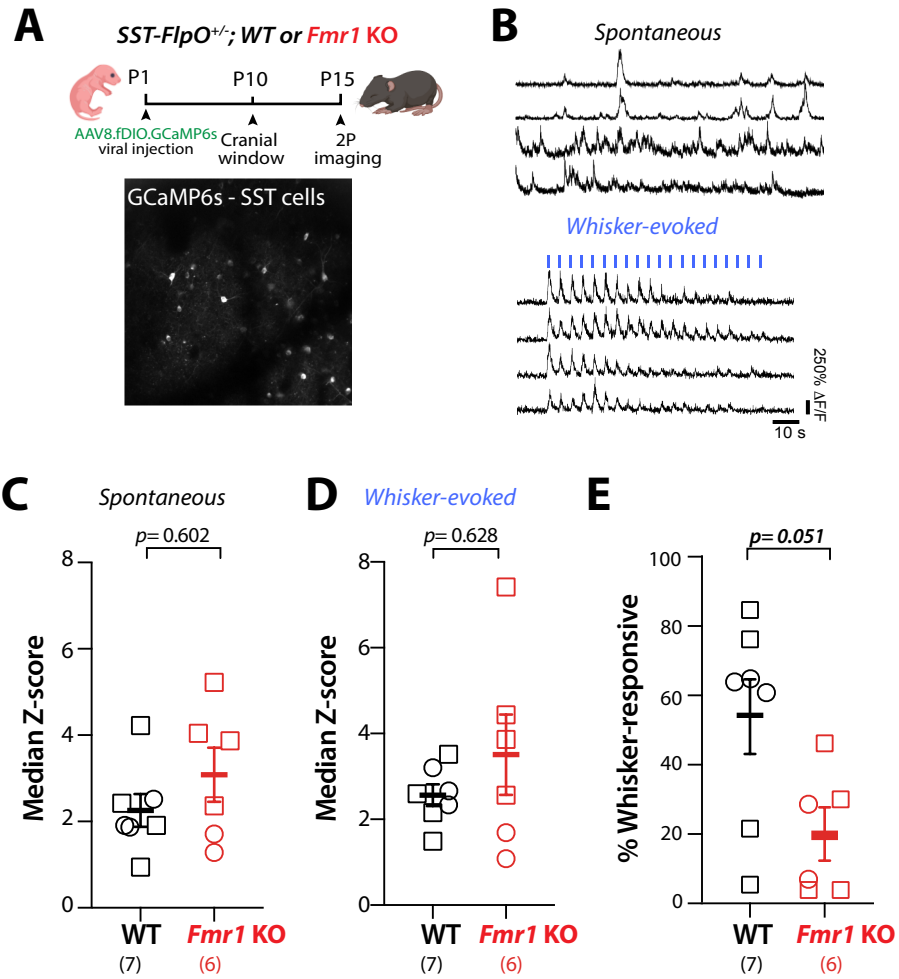 A
SST-FlpO+/-; WT or Fmr1 KO
P1 P10 P15
AAV8.fDIO.GCaMP6s
viral injection
Cranial
window
2P
imaging
GCaMP6s - SST cells
B
Spontaneous
Whisker-evoked
250% ΔF/F
10 s
C
Spontaneous
p= 0.602
Median Z-score
8
6
4
2
0
WT Fmr1 KO
(7) (6)
D
Whisker-evoked
p= 0.628
Median Z-score
8
6
4
2
0
WT Fmr1 KO
(7) (6)
E
p= 0.051
% Whisker-responsive
100
80
60
40
20
0
WT Fmr1 KO
(7) (6)